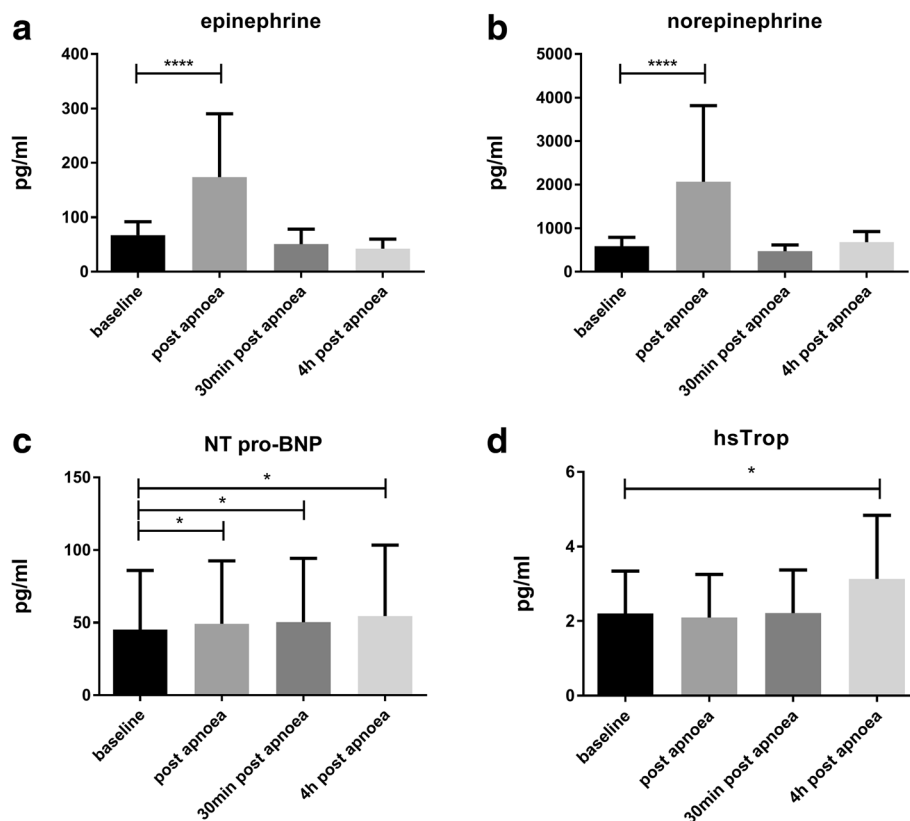 a
epinephrine
400
300
200
100
0
pg/ml
****
baseline
post apnoea
30min post apnoea
4h post apnoea
b
norepinephrine
5000
4000
3000
2000
1000
0
pg/ml
****
baseline
post apnoea
30min post apnoea
4h post apnoea
c
NT pro-BNP
150
100
50
0
pg/ml
*
*
*
baseline
post apnoea
30min post apnoea
4h post apnoea
d
hsTrop
6
4
2
0
pg/ml
*
baseline
post apnoea
30min post apnoea
4h post apnoea